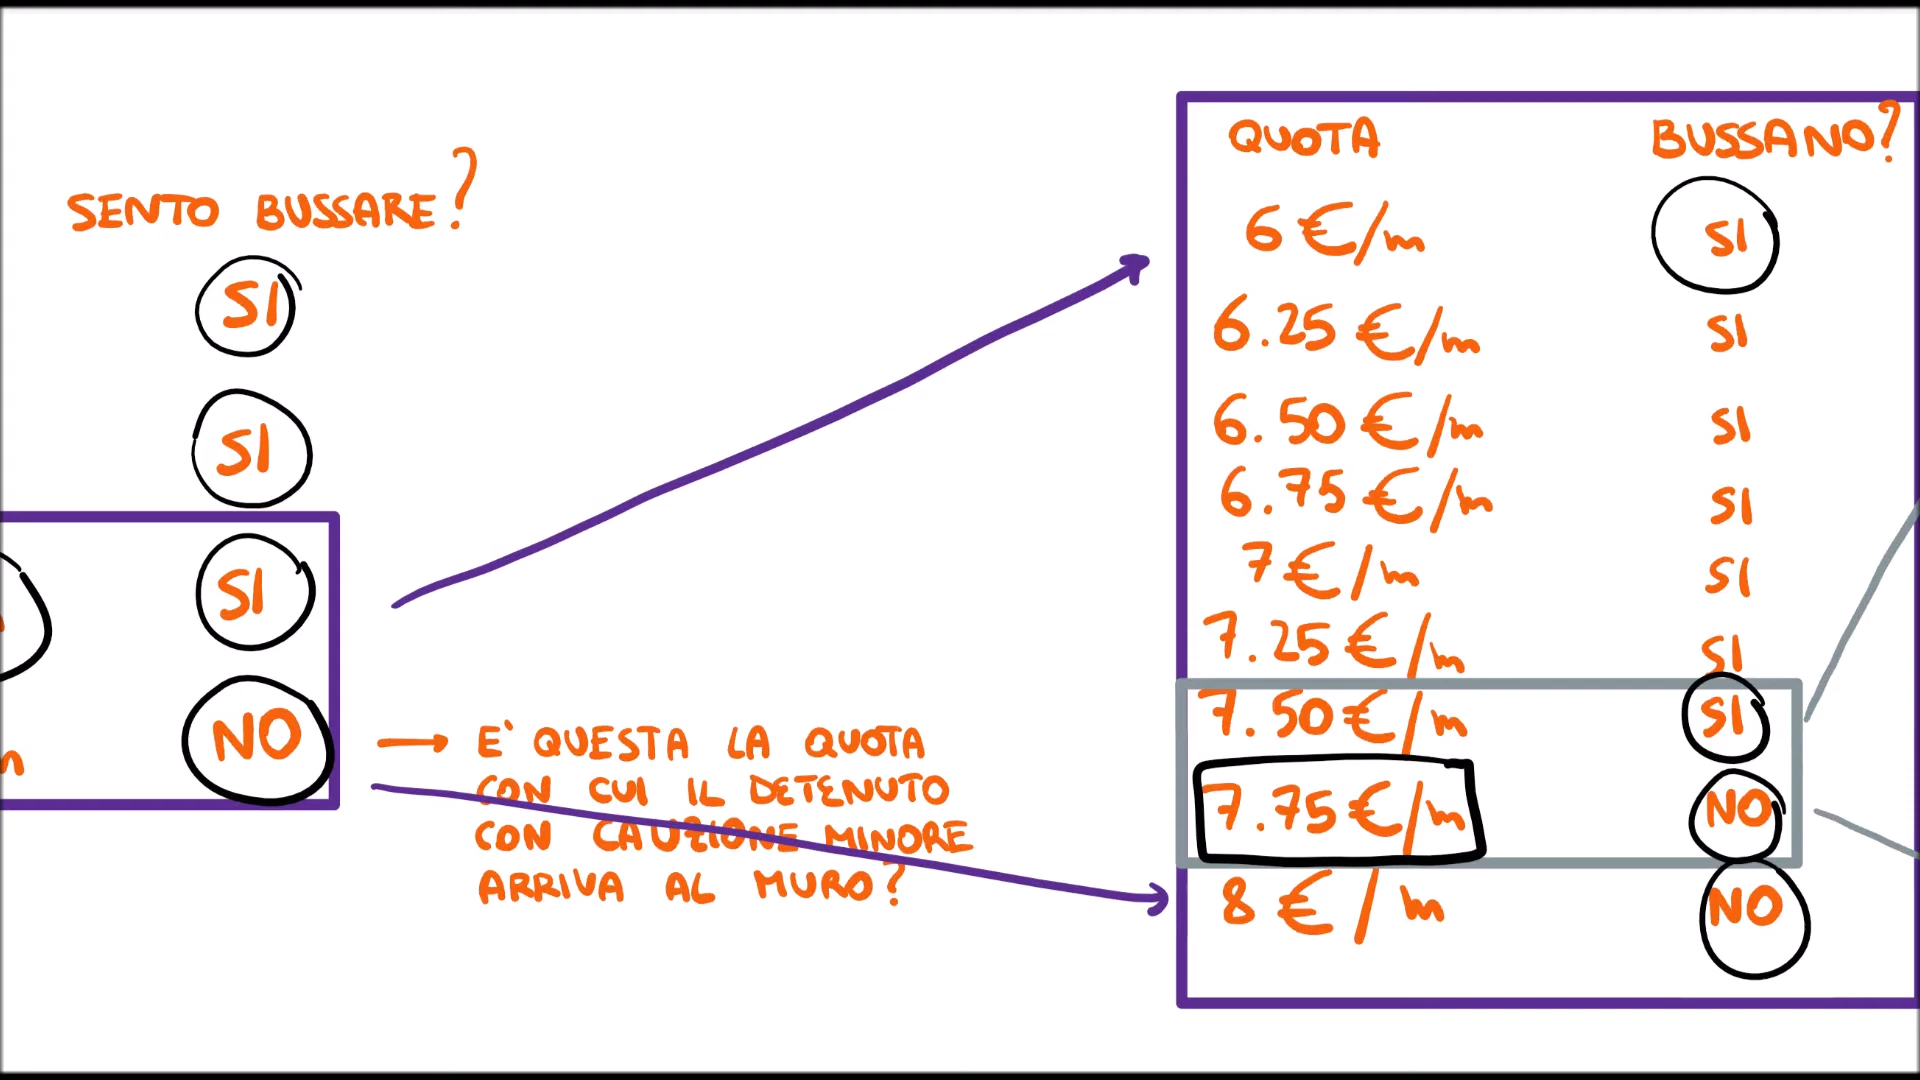 SENTO BUSSARE?
SI
SI
SI
NO
m
→ E' QUESTA LA QUOTA
CON CUI IL DETENUTO
CON CAUZIONE MINORE
ARRIVA AL MURO?
QUOTA BUSSANO?
6 €/m SI
6.25 €/m SI
6.50 €/m SI
6.75 €/m SI
7 €/m SI
7.25 €/m SI
7.50 €/m SI
7.75 €/m NO
8 €/m NO